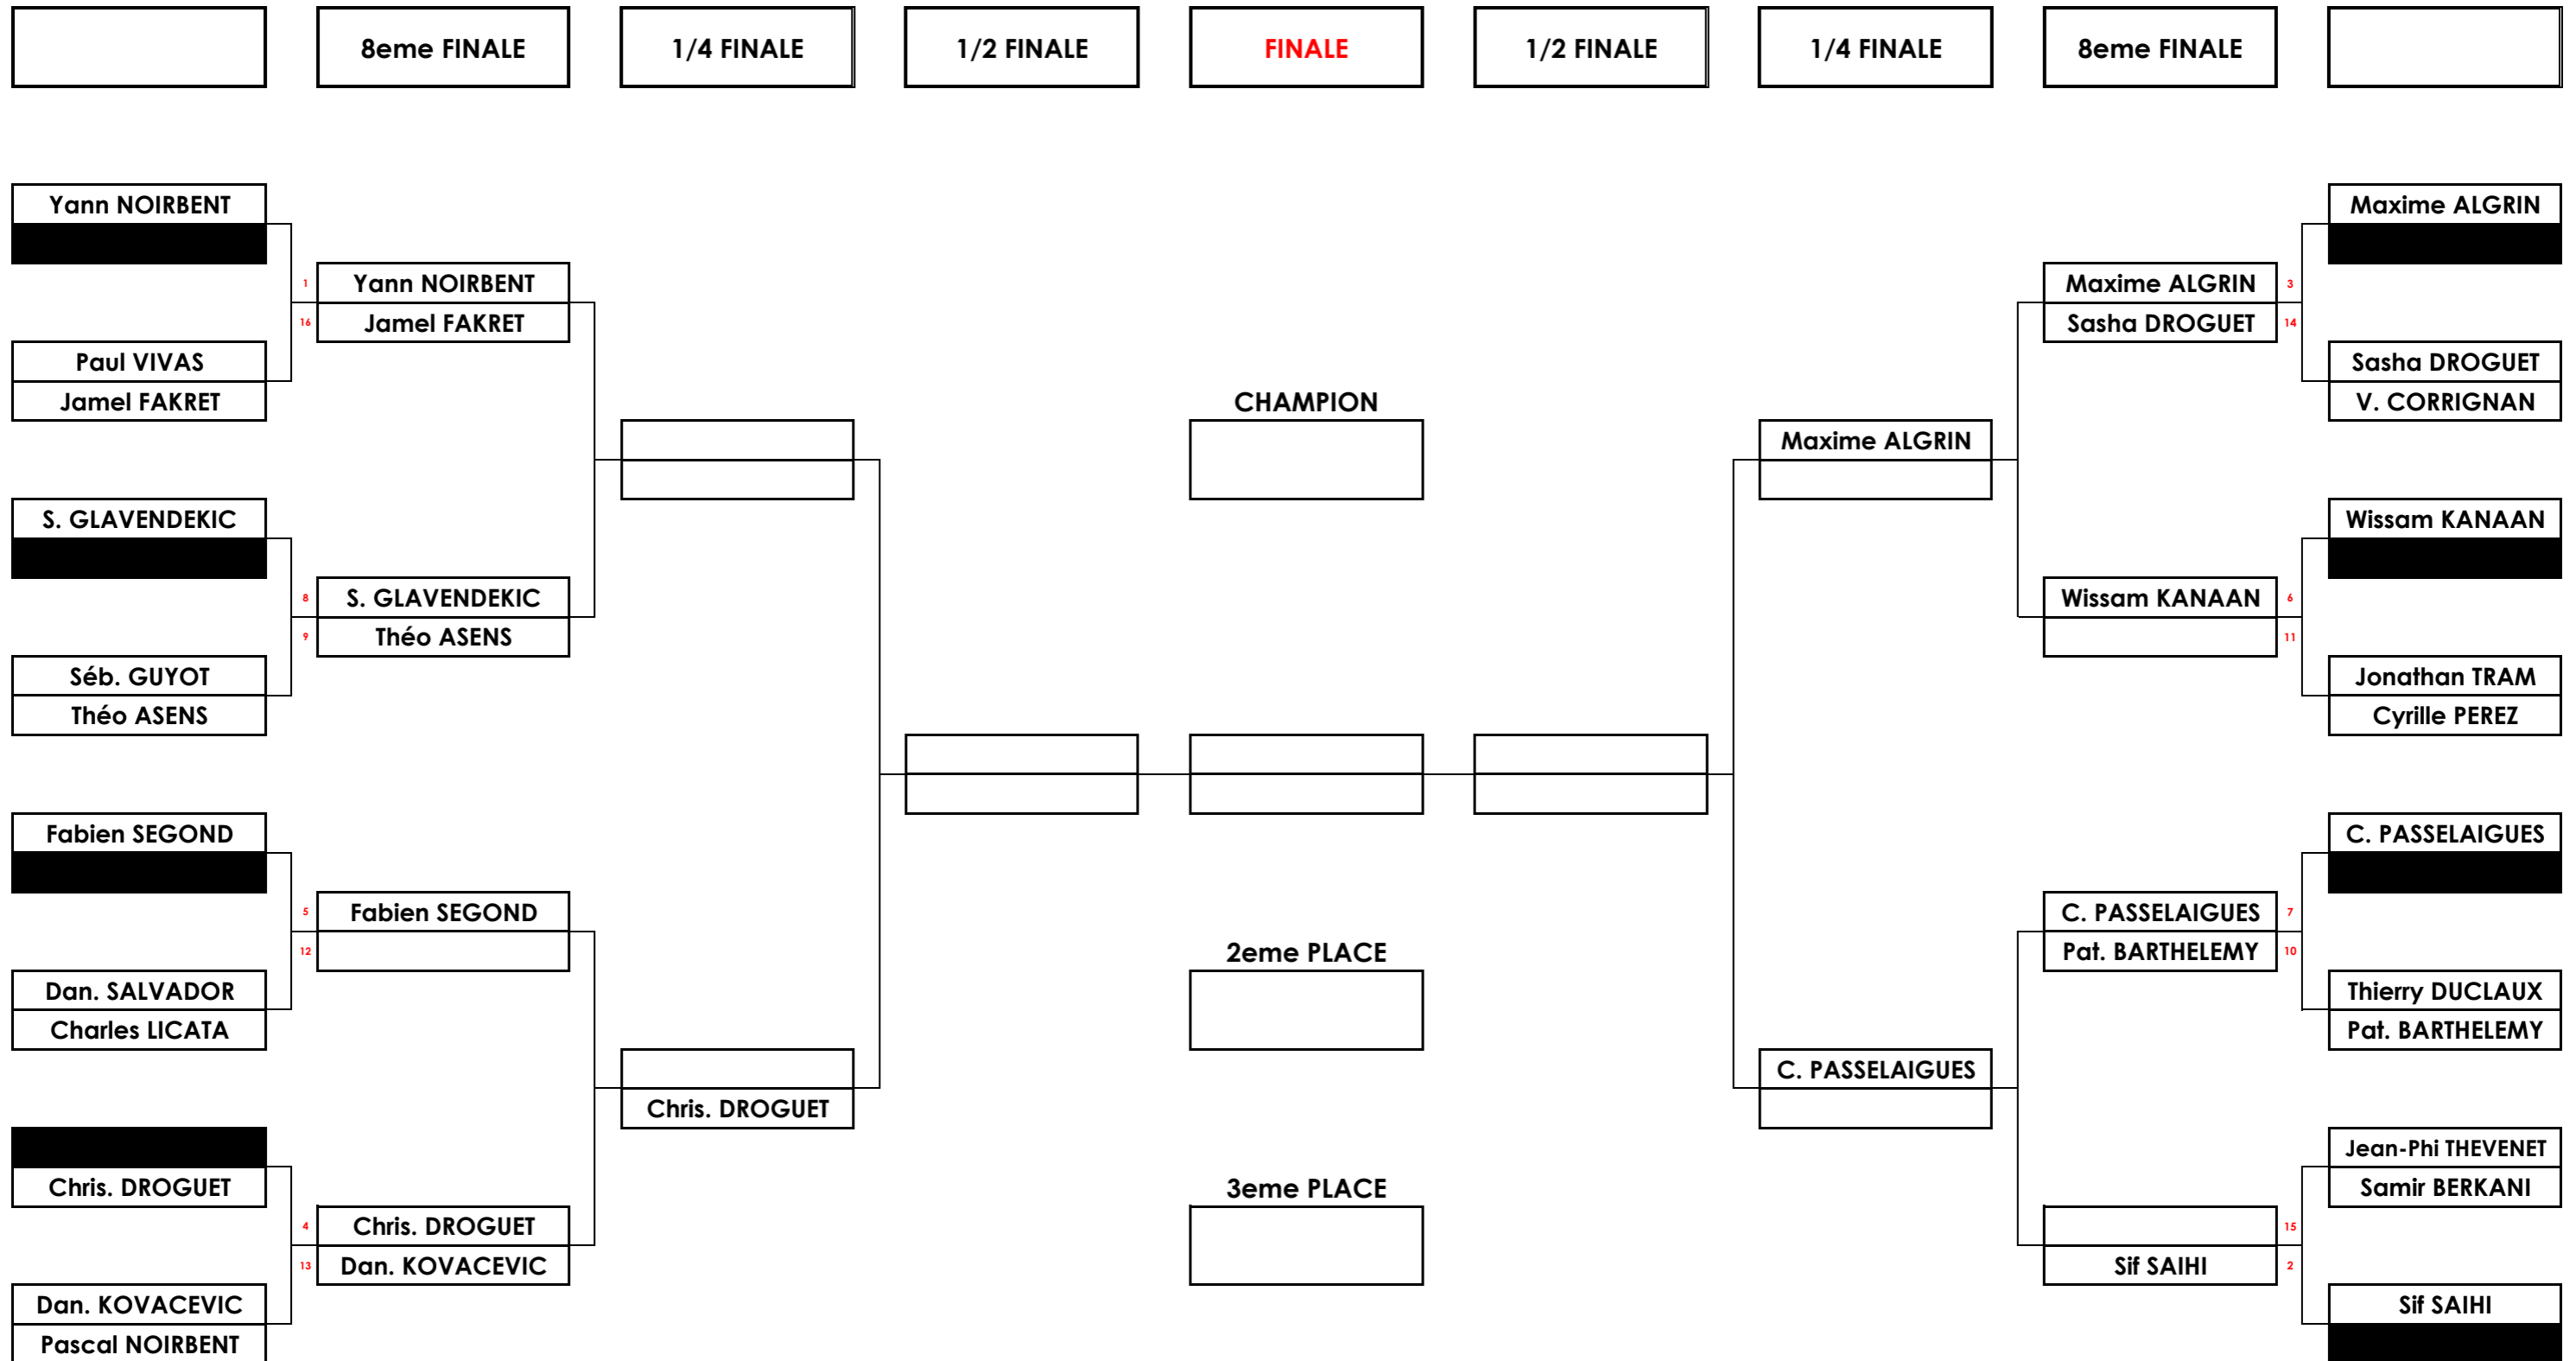 8eme FINALE
1/4 FINALE
1/2 FINALE
FINALE
1/2 FINALE
1/4 FINALE
8eme FINALE
Yann NOIRBENT
1
Yann NOIRBENT
16
Jamel FAKRET
Paul VIVAS
Jamel FAKRET
S. GLAVENDEKIC
8
S. GLAVENDEKIC
9
Théo ASENS
Séb. GUYOT
Théo ASENS
Fabien SEGOND
5
Fabien SEGOND
12
Dan. SALVADOR
Charles LICATA
Chris. DROGUET
Chris. DROGUET
4
Chris. DROGUET
13
Dan. KOVACEVIC
Dan. KOVACEVIC
Pascal NOIRBENT
CHAMPION
2eme PLACE
3eme PLACE
Maxime ALGRIN
C. PASSELAIGUES
Maxime ALGRIN
3
Sasha DROGUET
14
Wissam KANAAN
6
11
C. PASSELAIGUES
7
Pat. BARTHELEMY
10
15
Sif SAIHI
2
Maxime ALGRIN
Sasha DROGUET
V. CORRIGNAN
Wissam KANAAN
Jonathan TRAM
Cyrille PEREZ
C. PASSELAIGUES
Thierry DUCLAUX
Pat. BARTHELEMY
Jean-Phi THEVENET
Samir BERKANI
Sif SAIHI